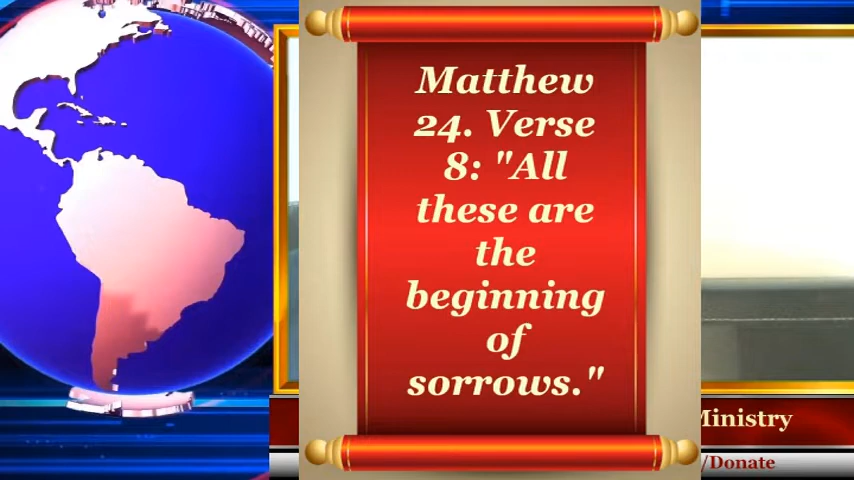 Matthew
24. Verse
8: "All
these are
the
beginning
of
sorrows."
Ministry
/Donate